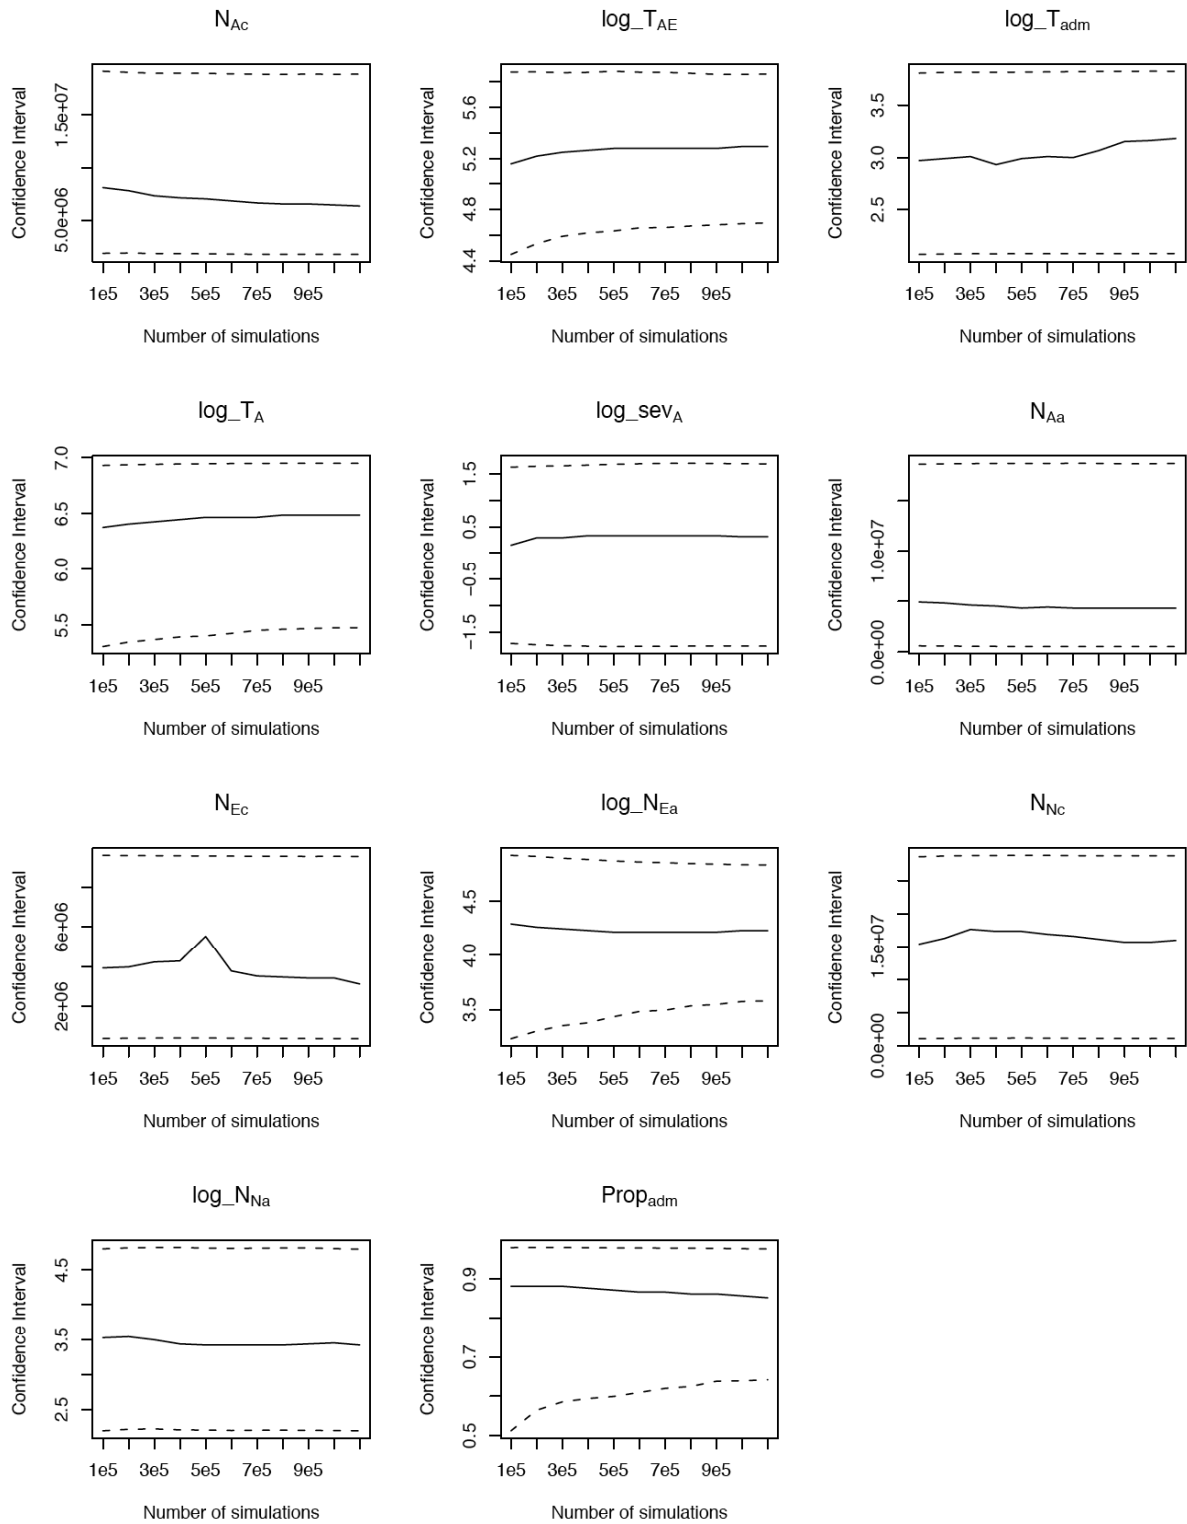 N_Ac
Confidence Interval
5.0e+06 1.5e+07
1e5 3e5 5e5 7e5 9e5
Number of simulations
log_T_AE
Confidence Interval
4.4 4.8 5.2 5.6
1e5 3e5 5e5 7e5 9e5
Number of simulations
log_T_adm
Confidence Interval
2.5 3.0 3.5
1e5 3e5 5e5 7e5 9e5
Number of simulations
log_T_A
Confidence Interval
5.5 6.0 6.5 7.0
1e5 3e5 5e5 7e5 9e5
Number of simulations
log_sev_A
Confidence Interval
−1.5 −0.5 0.5 1.5
1e5 3e5 5e5 7e5 9e5
Number of simulations
N_Aa
Confidence Interval
0.0e+00 1.0e+07
1e5 3e5 5e5 7e5 9e5
Number of simulations
N_Ec
Confidence Interval
2e+06 6e+06
1e5 3e5 5e5 7e5 9e5
Number of simulations
log_N_Ea
Confidence Interval
3.5 4.0 4.5
1e5 3e5 5e5 7e5 9e5
Number of simulations
N_Nc
Confidence Interval
0.0e+00 1.5e+07
1e5 3e5 5e5 7e5 9e5
Number of simulations
log_N_Na
Confidence Interval
2.5 3.5 4.5
1e5 3e5 5e5 7e5 9e5
Number of simulations
Prop_adm
Confidence Interval
0.5 0.7 0.9
1e5 3e5 5e5 7e5 9e5
Number of simulations